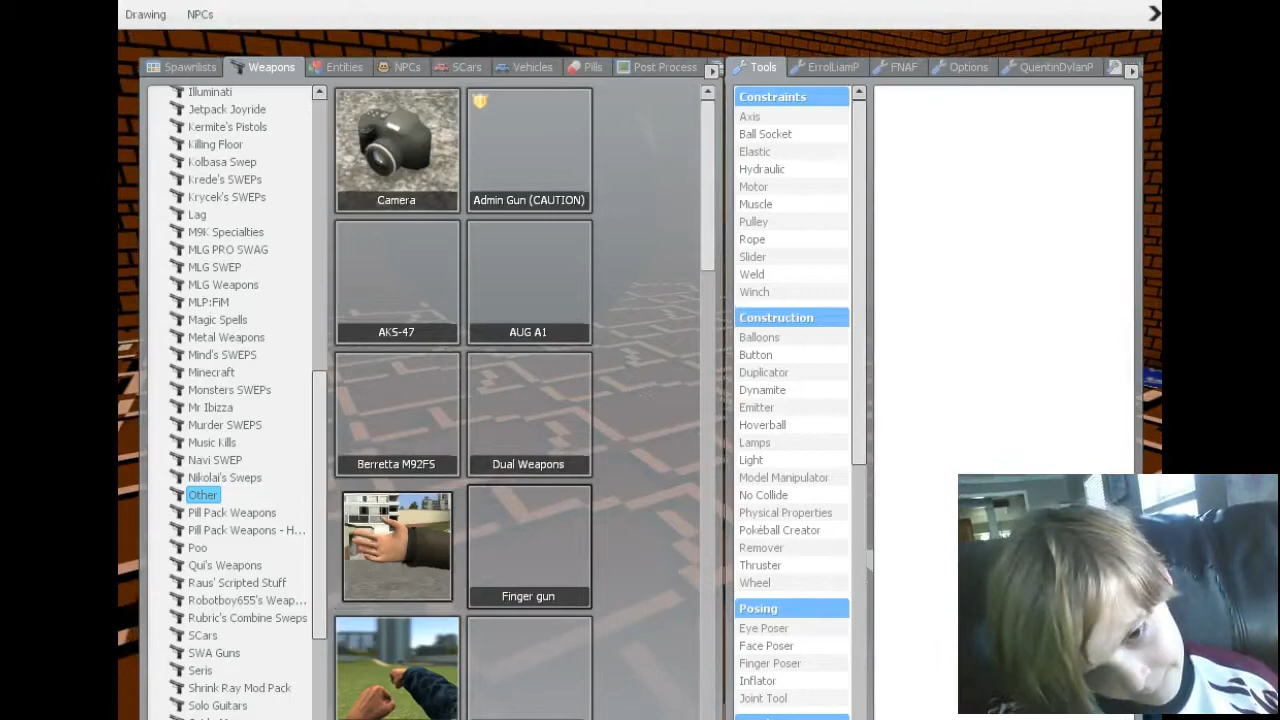 Drawing NPCs
Spawnlists Weapons Entities NPCs SCars Vehicles Pills Post Process
Tools ErrolLiamP FNAF Options QuentinDylanP
Illuminati
Jetpack Joyride
Kermite's Pistols
Killing Floor
Kolbasa Swep
Krede's SWEPs
Krycek's SWEPs
Lag
M9K Specialties
MLG PRO SWAG
MLG SWEP
MLG Weapons
MLP:FiM
Magic Spells
Metal Weapons
Mind's SWEPS
Minecraft
Monsters SWEPs
Mr Ibizza
Murder SWEPS
Music Kills
Navi SWEP
Nikolai's Sweps
Other
Pill Pack Weapons
Pill Pack Weapons - H...
Poo
Qui's Weapons
Raus' Scripted Stuff
Robotboy655's Weap...
Rubric's Combine Sweps
SCars
SWA Guns
Seris
Shrink Ray Mod Pack
Solo Guitars
Camera
Admin Gun (CAUTION)
AKS-47
AUG A1
Berretta M92FS
Dual Weapons
Finger gun
Constraints
Axis
Ball Socket
Elastic
Hydraulic
Motor
Muscle
Pulley
Rope
Slider
Weld
Winch
Construction
Balloons
Button
Duplicator
Dynamite
Emitter
Hoverball
Lamps
Light
Model Manipulator
No Collide
Physical Properties
Pokéball Creator
Remover
Thruster
Wheel
Posing
Eye Poser
Face Poser
Finger Poser
Inflator
Joint Tool